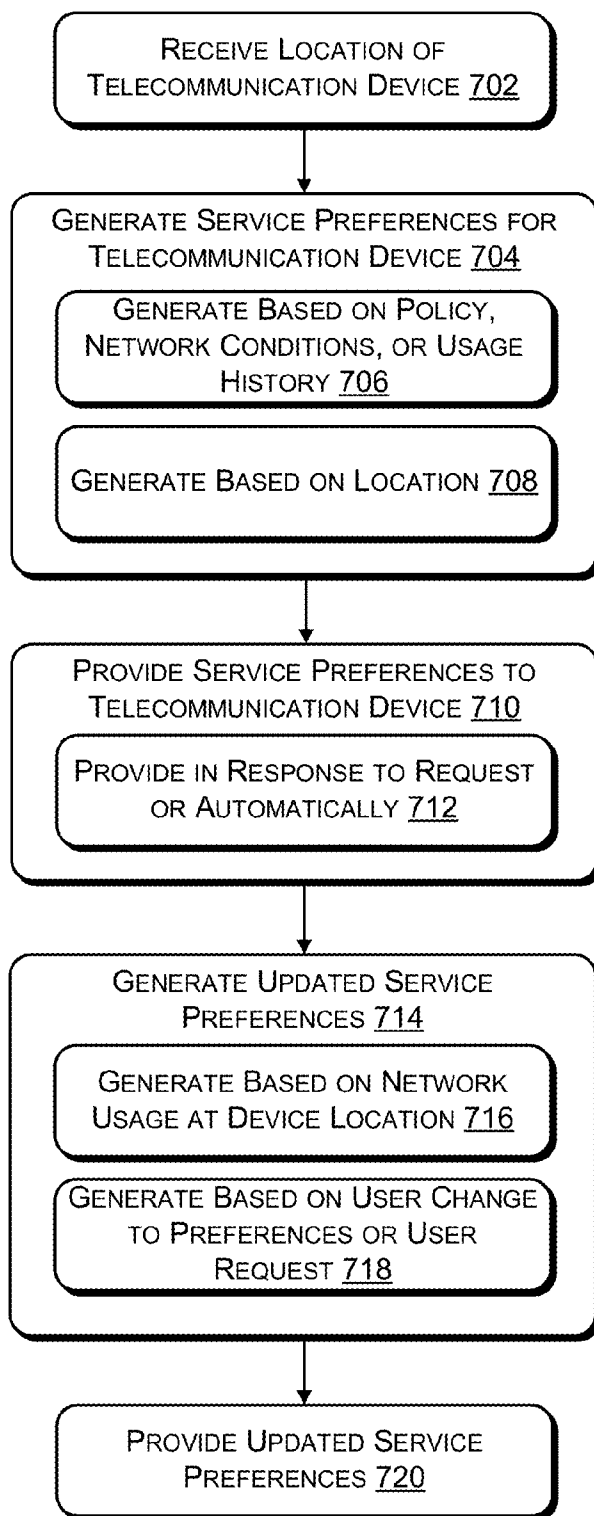 RECEIVE LOCATION OF
TELECOMMUNICATION DEVICE 702
GENERATE SERVICE PREFERENCES FOR
TELECOMMUNICATION DEVICE 704
GENERATE BASED ON POLICY,
NETWORK CONDITIONS, OR USAGE
HISTORY 706
GENERATE BASED ON LOCATION 708
PROVIDE SERVICE PREFERENCES TO
TELECOMMUNICATION DEVICE 710
PROVIDE IN RESPONSE TO REQUEST
OR AUTOMATICALLY 712
GENERATE UPDATED SERVICE
PREFERENCES 714
GENERATE BASED ON NETWORK
USAGE AT DEVICE LOCATION 716
GENERATE BASED ON USER CHANGE
TO PREFERENCES OR USER
REQUEST 718
PROVIDE UPDATED SERVICE
PREFERENCES 720